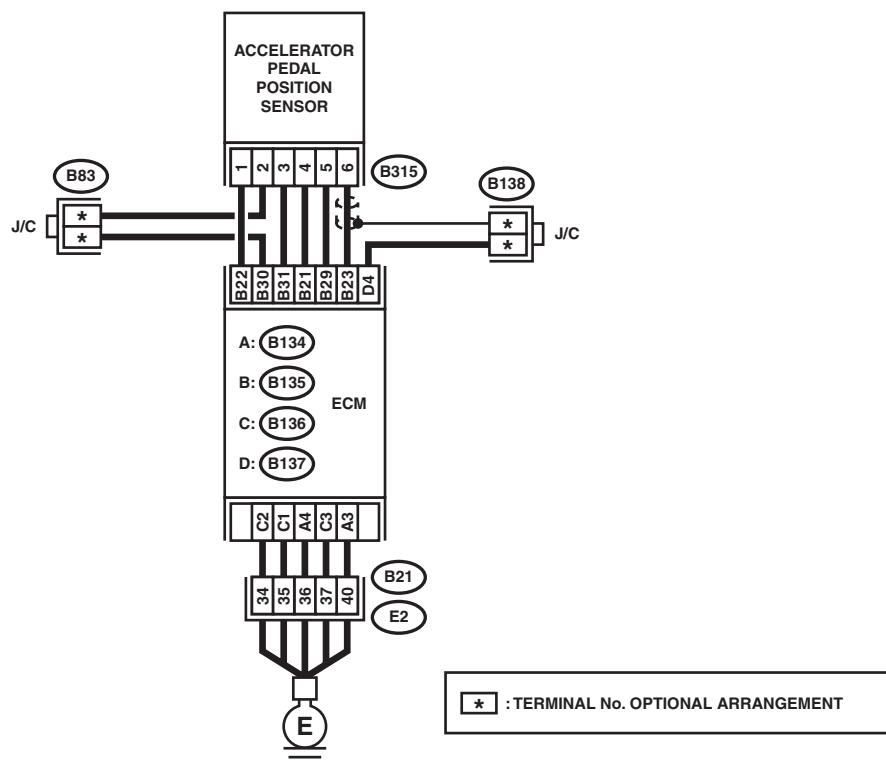 ACCELERATOR
PEDAL
POSITION
SENSOR
1 2 3 4 5 6
B315
B83
J/C
*
*
B138
*
*
J/C
B22 B30 B31 B21 B29 B23 D4
A: B134
B: B135
C: B136
D: B137
ECM
C2 C1 A4 C3 A3
34 35 36 37 40
B21
E2
E
* : TERMINAL No. OPTIONAL ARRANGEMENT